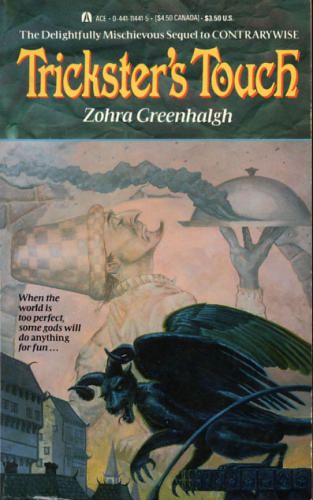 ACE • 0-441-11441-5 • [$4.50 CANADA] • $3.50 U.S.
The Delightfully Mischievous Sequel to CONTRARYWISE
Trickster's Touch
Zohra Greenhalgh
When the
world is
too perfect,
some gods will
do anything
for fun...